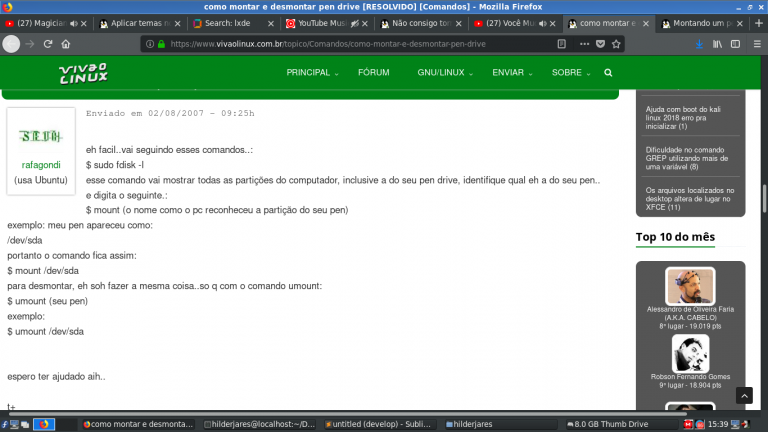 como montar e desmontar pen drive [RESOLVIDO] [Comandos] - Mozilla Firefox
(27) Magician
Aplicar temas no
Search: lxde
YouTube Musi
Não consigo tom
(27) Você Mu
como montar e
Montando um p
https://www.vivaolinux.com.br/topico/Comandos/como-montar-e-desmontar-pen-drive
VIVAO LINUX
PRINCIPAL
FÓRUM
GNU/LINUX
ENVIAR
SOBRE
rafagondi
(usa Ubuntu)
Enviado em 02/08/2007 - 09:25h
eh facil..vai seguindo esses comandos..:
$ sudo fdisk -l
esse comando vai mostrar todas as partições do computador, inclusive a do seu pen drive, identifique qual eh a do seu pen..
e digita o seguinte.:
$ mount (o nome como o pc reconheceu a partição do seu pen)
exemplo: meu pen apareceu como:
/dev/sda
portanto o comando fica assim:
$ mount /dev/sda
para desmontar, eh soh fazer a mesma coisa..so q com o comando umount:
$ umount (seu pen)
exemplo:
$ umount /dev/sda
espero ter ajudado aih..
t+
Ajuda com boot do kali
linux 2018 erro pra
inicializar (1)
Dificuldade no comando
GREP utilizando mais de
uma variável (8)
Os arquivos localizados no
desktop altera de lugar no
XFCE (11)
Top 10 do mês
Alessandro de Oliveira Faria
(A.K.A. CABELO)
8º lugar - 19.019 pts
Robson Fernando Gomes
9º lugar - 18.904 pts
como montar e desmonta...
hilderjares@localhost:~/D...
untitled (develop) - Subli...
hilderjares
8.0 GB Thumb Drive
15:39